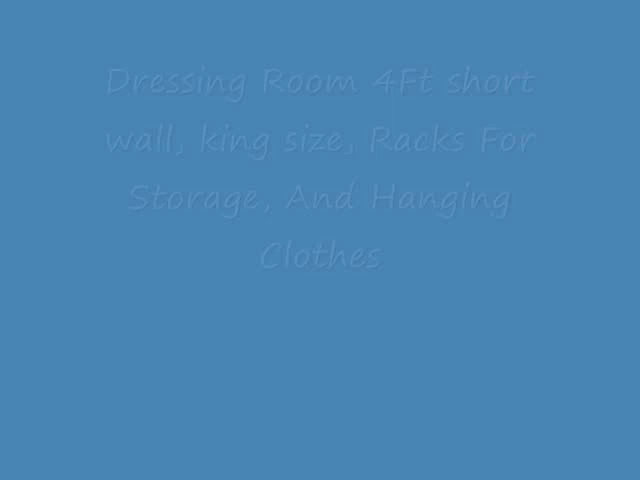 Dressing Room 4Ft short
wall, king size, Racks For
Storage, And Hanging
Clothes